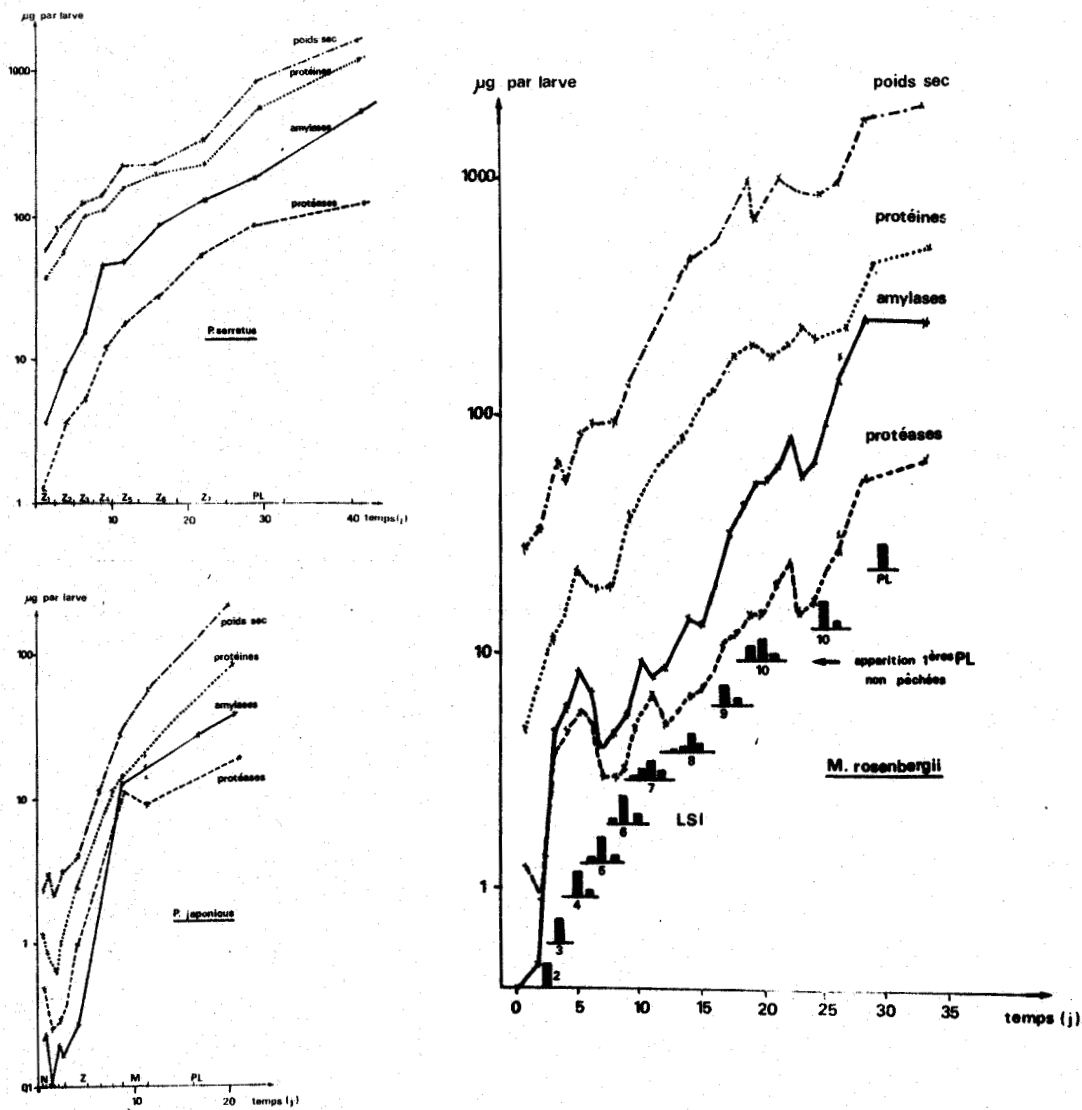 µg par larve
poids sec
protéines
1000
amylases
100
protéases
P.serratus
10
1
Z1 Z2 Z3 Z4 Z5 Z6 Z7 PL
10 20 30 40 temps(j)
µg par larve
poids sec
100
protéines
amylases
protéases
10
P. japonicus
1
0,1
N Z M PL
10 20 temps (j)
µg par larve
poids sec
1000
protéines
amylases
100
protéases
PL
10
10
10
apparition 1ères PL
non pêchées
9
8
7
M. rosenbergii
6
LSI
5
4
1
3
2
0 5 10 15 20 25 30 35
temps (j)